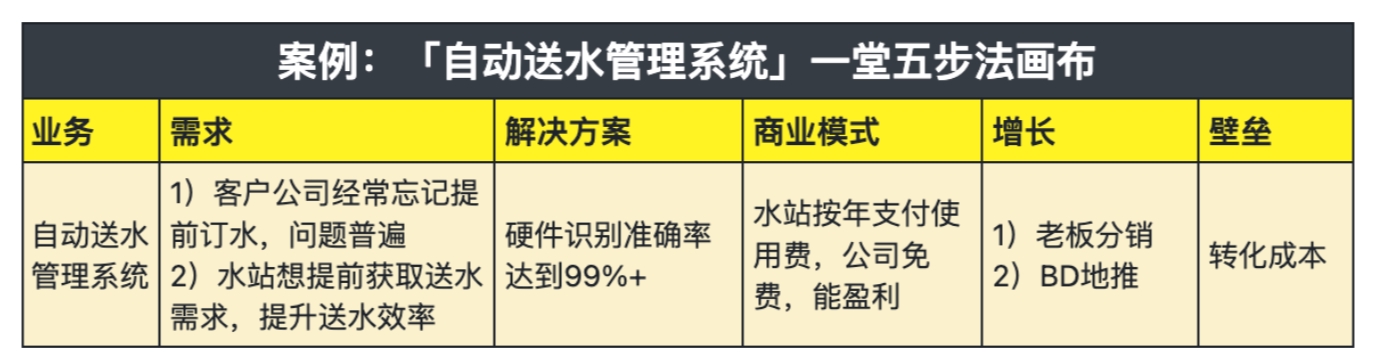 案例：「自动送水管理系统」一堂五步法画布
业务
需求
解决方案
商业模式
增长
壁垒
自动送水
管理系统
1）客户公司经常忘记提
前订水，问题普遍
2）水站想提前获取送水
需求，提升送水效率
硬件识别准确率
达到99%+
水站按年支付使
用费，公司免
费，能盈利
1）老板分销
2）BD地推
转化成本